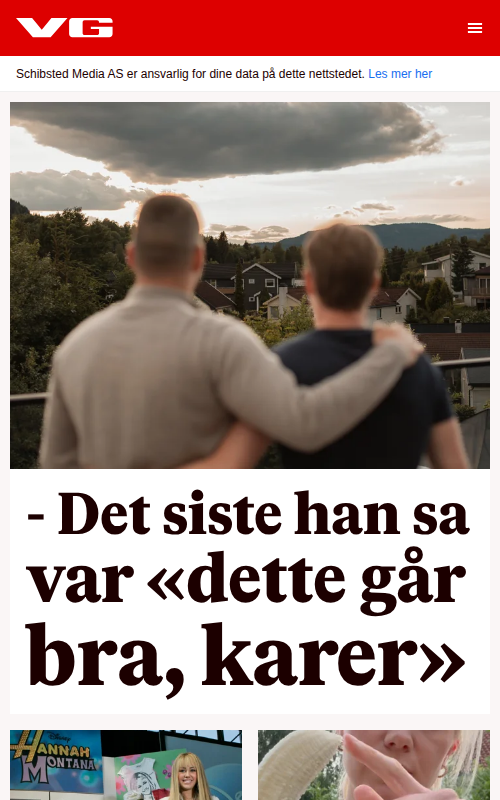 VG
Schibsted Media AS er ansvarlig for dine data på dette nettstedet. Les mer her
- Det siste han sa
var «dette går
bra, karer»
Disney
HANNAH
MONTANA